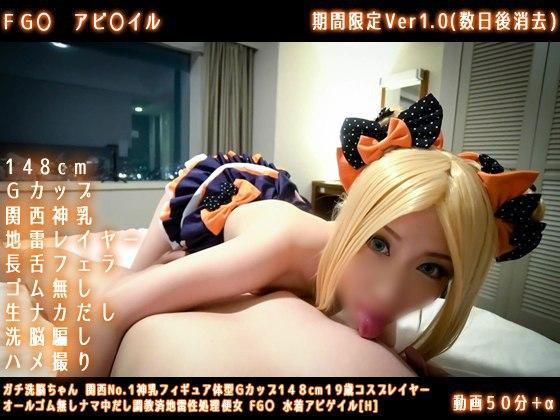 FGO アビ〇イル
期間限定Ver1.0(数日後消去)
148cm
Gカップ
関西神乳
地雷レイヤー
長舌フェラ
ゴム無し
生ナカだし
洗脳騙し
ハメ撮り
ガチ洗脳ちゃん 関西No.1神乳フィギュア体型Gカップ148cm19歳コスプレイヤー
オールゴム無しナマ中だし調教済地雷性処理便女 FGO 水着アビゲイル[H]
動画50分+α